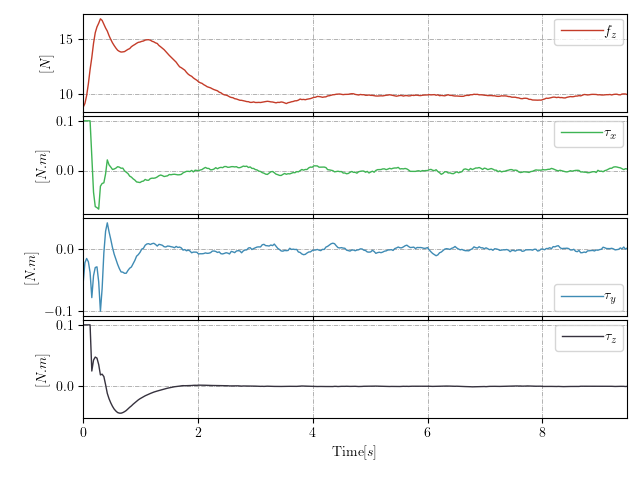 [N]
15
10
f_z
[N.m]
0.1
0.0
τ_x
[N.m]
0.0
−0.1
τ_y
[N.m]
0.1
0.0
τ_z
0 2 4 6 8
Time[s]